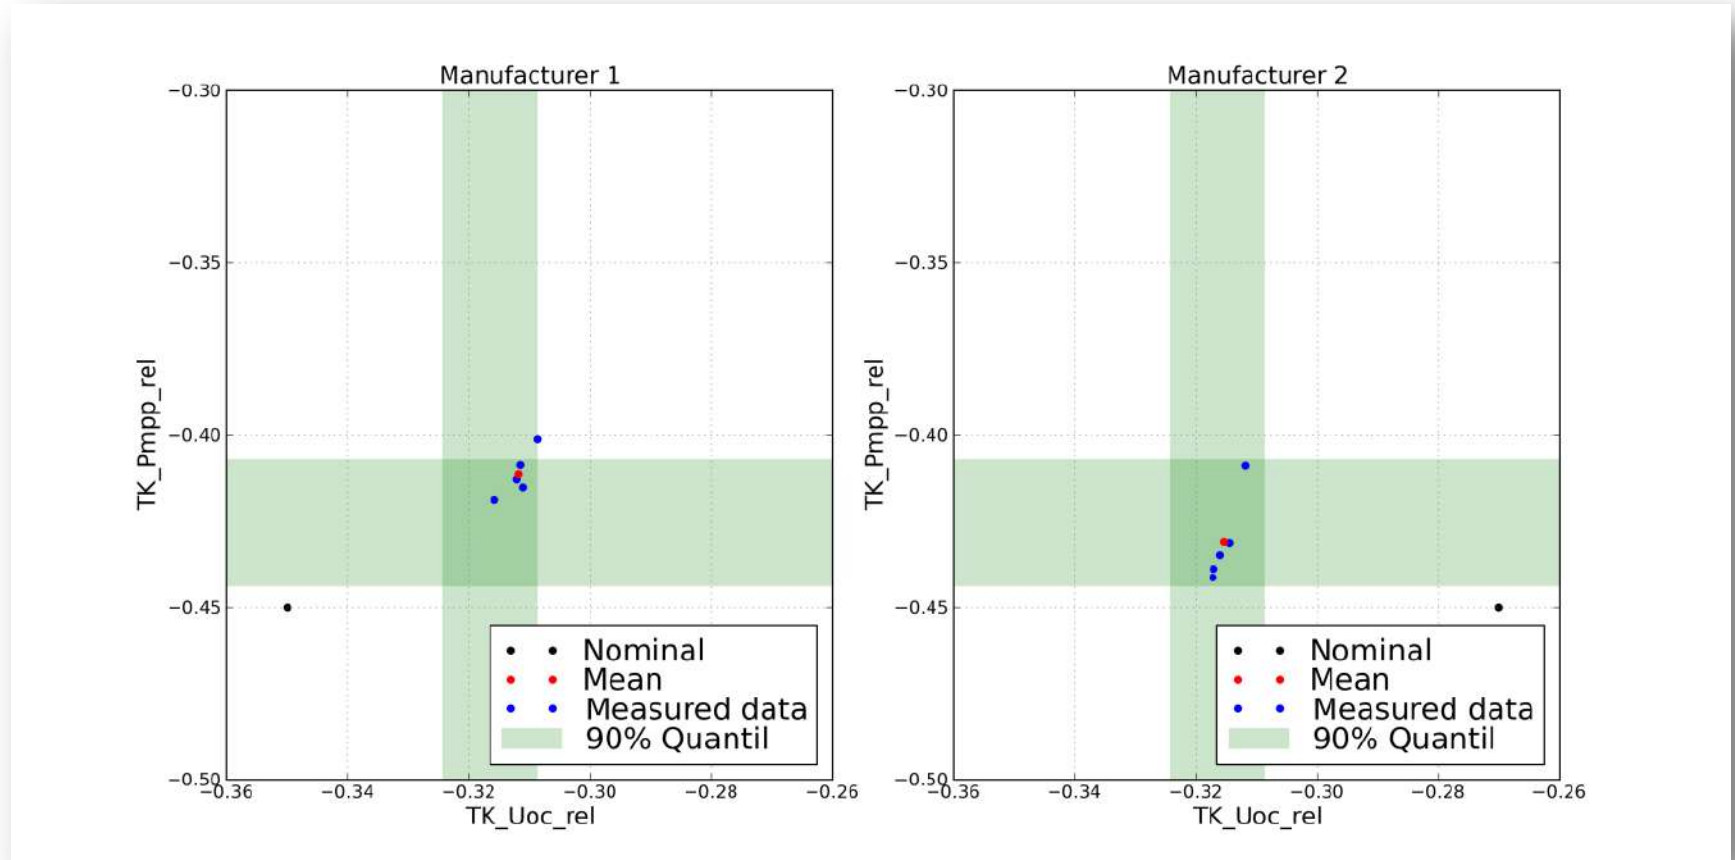 Manufacturer 1
−0.30
−0.35
−0.40
−0.45
−0.50
TK_Pmpp_rel
−0.36
−0.34
−0.32
−0.30
−0.28
−0.26
TK_Uoc_rel
Nominal
Mean
Measured data
90% Quantil
Manufacturer 2
−0.30
−0.35
−0.40
−0.45
−0.50
TK_Pmpp_rel
−0.36
−0.34
−0.32
−0.30
−0.28
−0.26
TK_Uoc_rel
Nominal
Mean
Measured data
90% Quantil